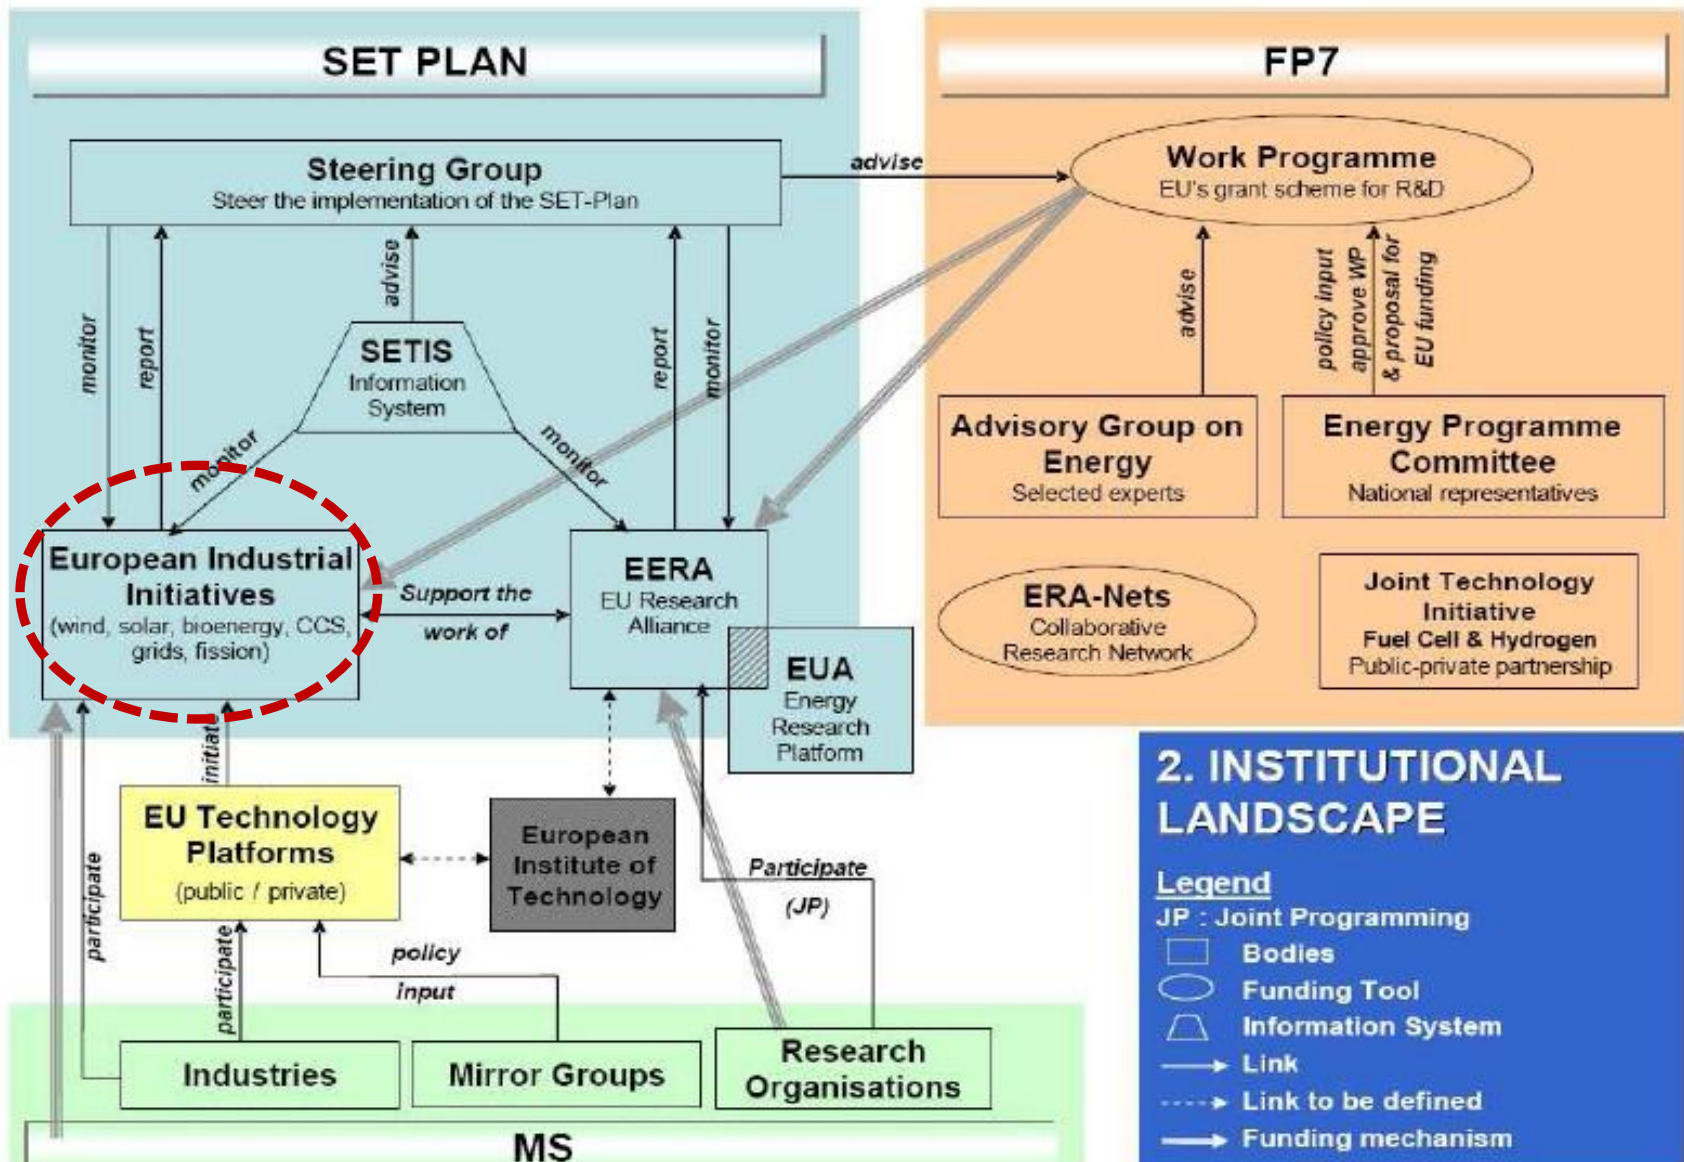 SET PLAN
FP7
Steering Group
Steer the implementation of the SET-Plan
advise
Work Programme
EU's grant scheme for R&D
monitor
report
advise
report
monitor
advise
policy input
approve WP
& proposal for
EU funding
SETIS
Information
System
monitor
monitor
Advisory Group on
Energy
Selected experts
Energy Programme
Committee
National representatives
European Industrial
Initiatives
(wind, solar, bioenergy, CCS,
grids, fission)
Support the
work of
EERA
EU Research
Alliance
EUA
Energy
Research
Platform
ERA-Nets
Collaborative
Research Network
Joint Technology
Initiative
Fuel Cell & Hydrogen
Public-private partnership
initiate
participate
EU Technology
Platforms
(public / private)
European
Institute of
Technology
Participate
(JP)
participate
policy
input
Industries
Mirror Groups
Research
Organisations
MS
2. INSTITUTIONAL
LANDSCAPE
Legend
JP : Joint Programming
Bodies
Funding Tool
Information System
Link
Link to be defined
Funding mechanism